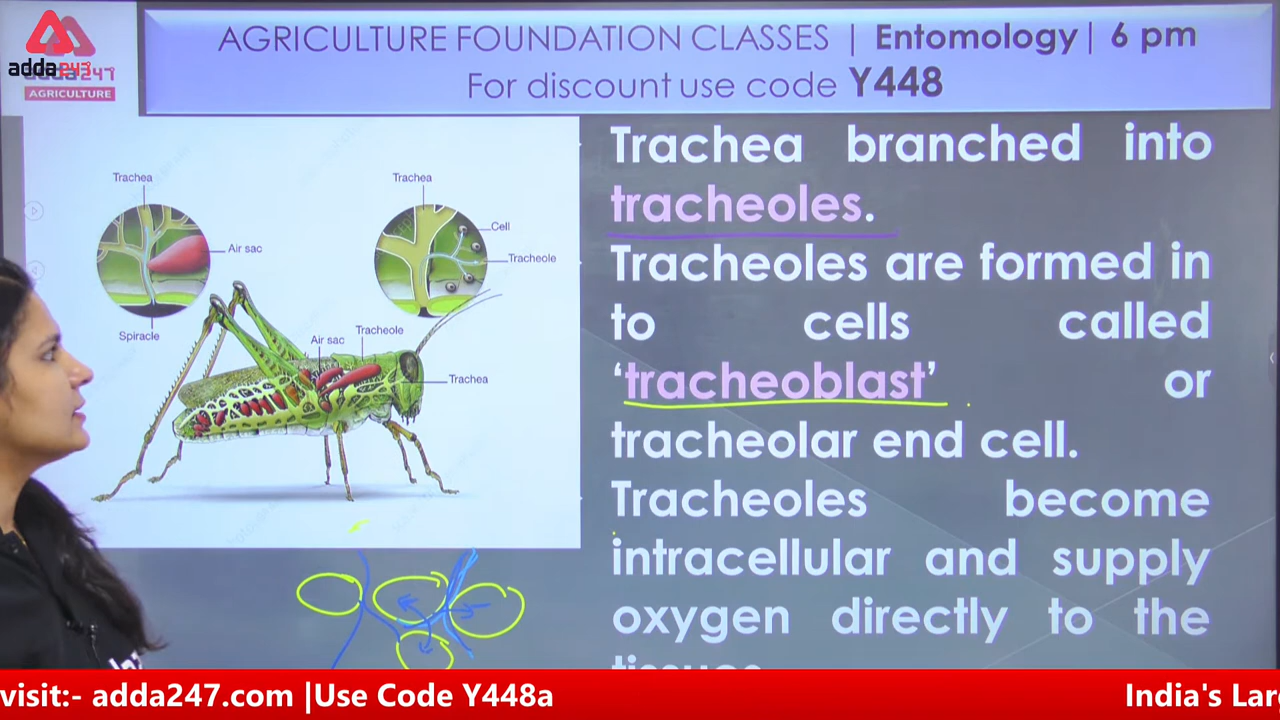 AGRICULTURE FOUNDATION CLASSES | Entomology| 6 pm
For discount use code Y448
adda247
AGRICULTURE
Trachea
Air sac
Spiracle
Trachea
Cell
Tracheole
Air sac
Tracheole
Trachea
Trachea branched into
tracheoles.
Tracheoles are formed in
to cells called
‘tracheoblast’ or
tracheolar end cell.
Tracheoles become
intracellular and supply
oxygen directly to the
tissues
visit:- adda247.com |Use Code Y448a
India's Larg